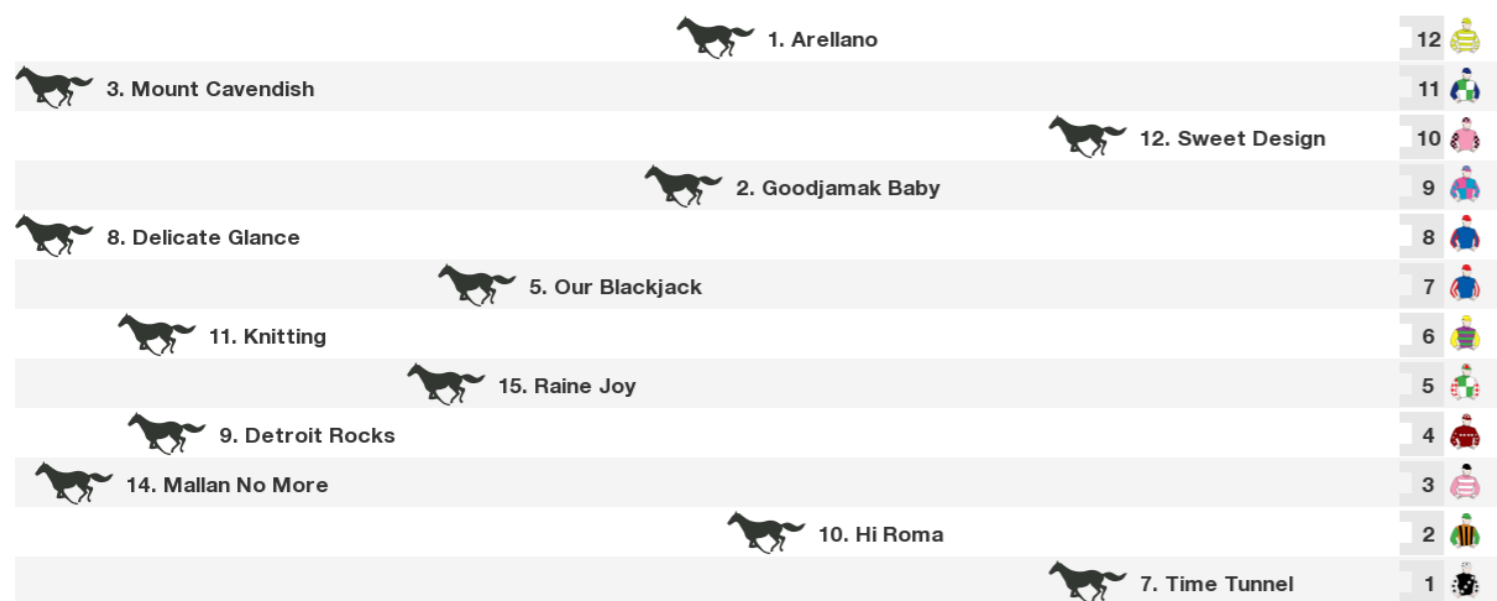 1. Arellano 12
3. Mount Cavendish 11
12. Sweet Design 10
2. Goodjamak Baby 9
8. Delicate Glance 8
5. Our Blackjack 7
11. Knitting 6
15. Raine Joy 5
9. Detroit Rocks 4
14. Mallan No More 3
10. Hi Roma 2
7. Time Tunnel 1